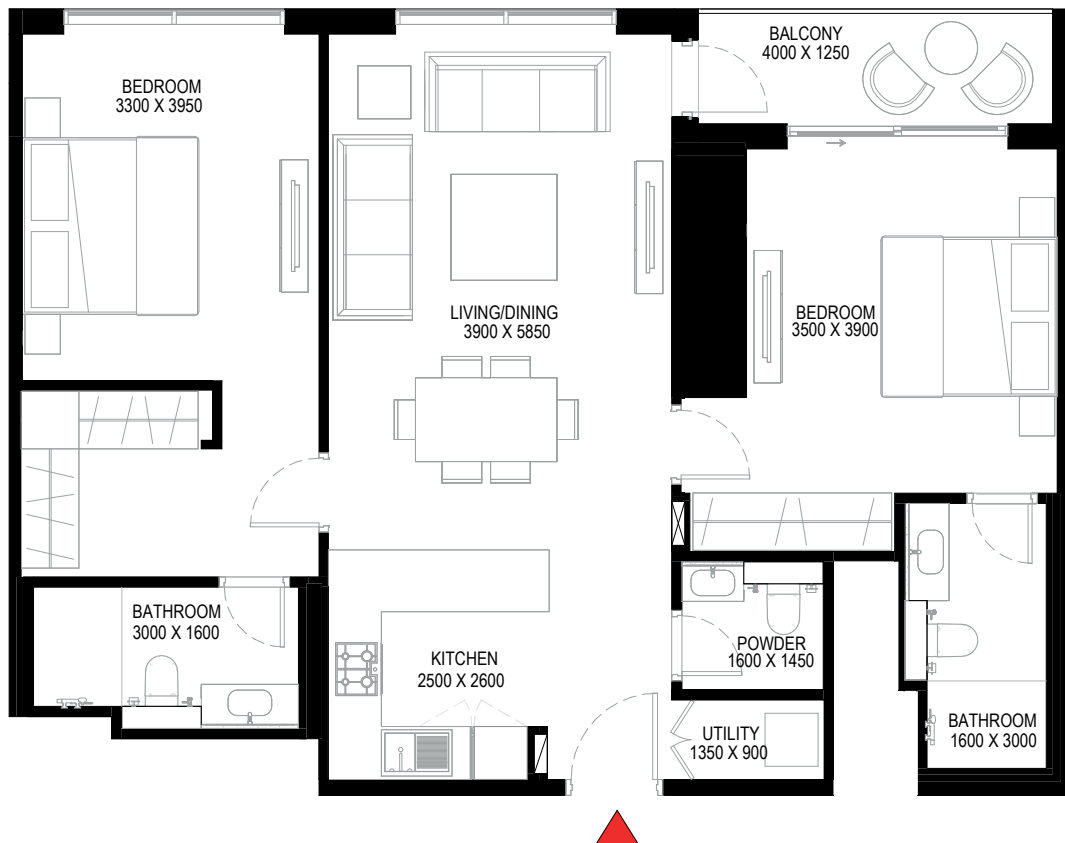 BALCONY
4000 X 1250
BEDROOM
3300 X 3950
LIVING/DINING
3900 X 5850
BEDROOM
3500 X 3900
BATHROOM
3000 X 1600
KITCHEN
2500 X 2600
POWDER
1600 X 1450
UTILITY
1350 X 900
BATHROOM
1600 X 3000